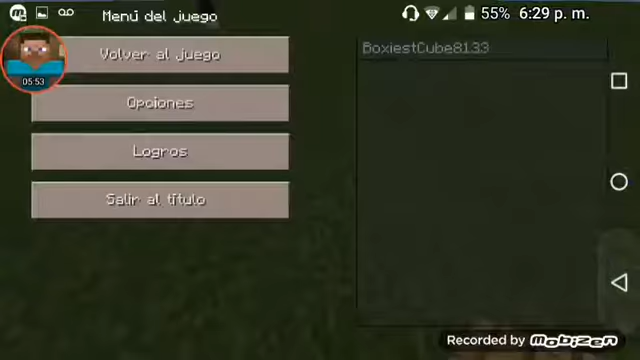 Menú del juego
55% 6:29 p. m.
05:53
Volver al juego
BoxiestCube8133
Opciones
Logros
Salir al título
Recorded by
mobizen